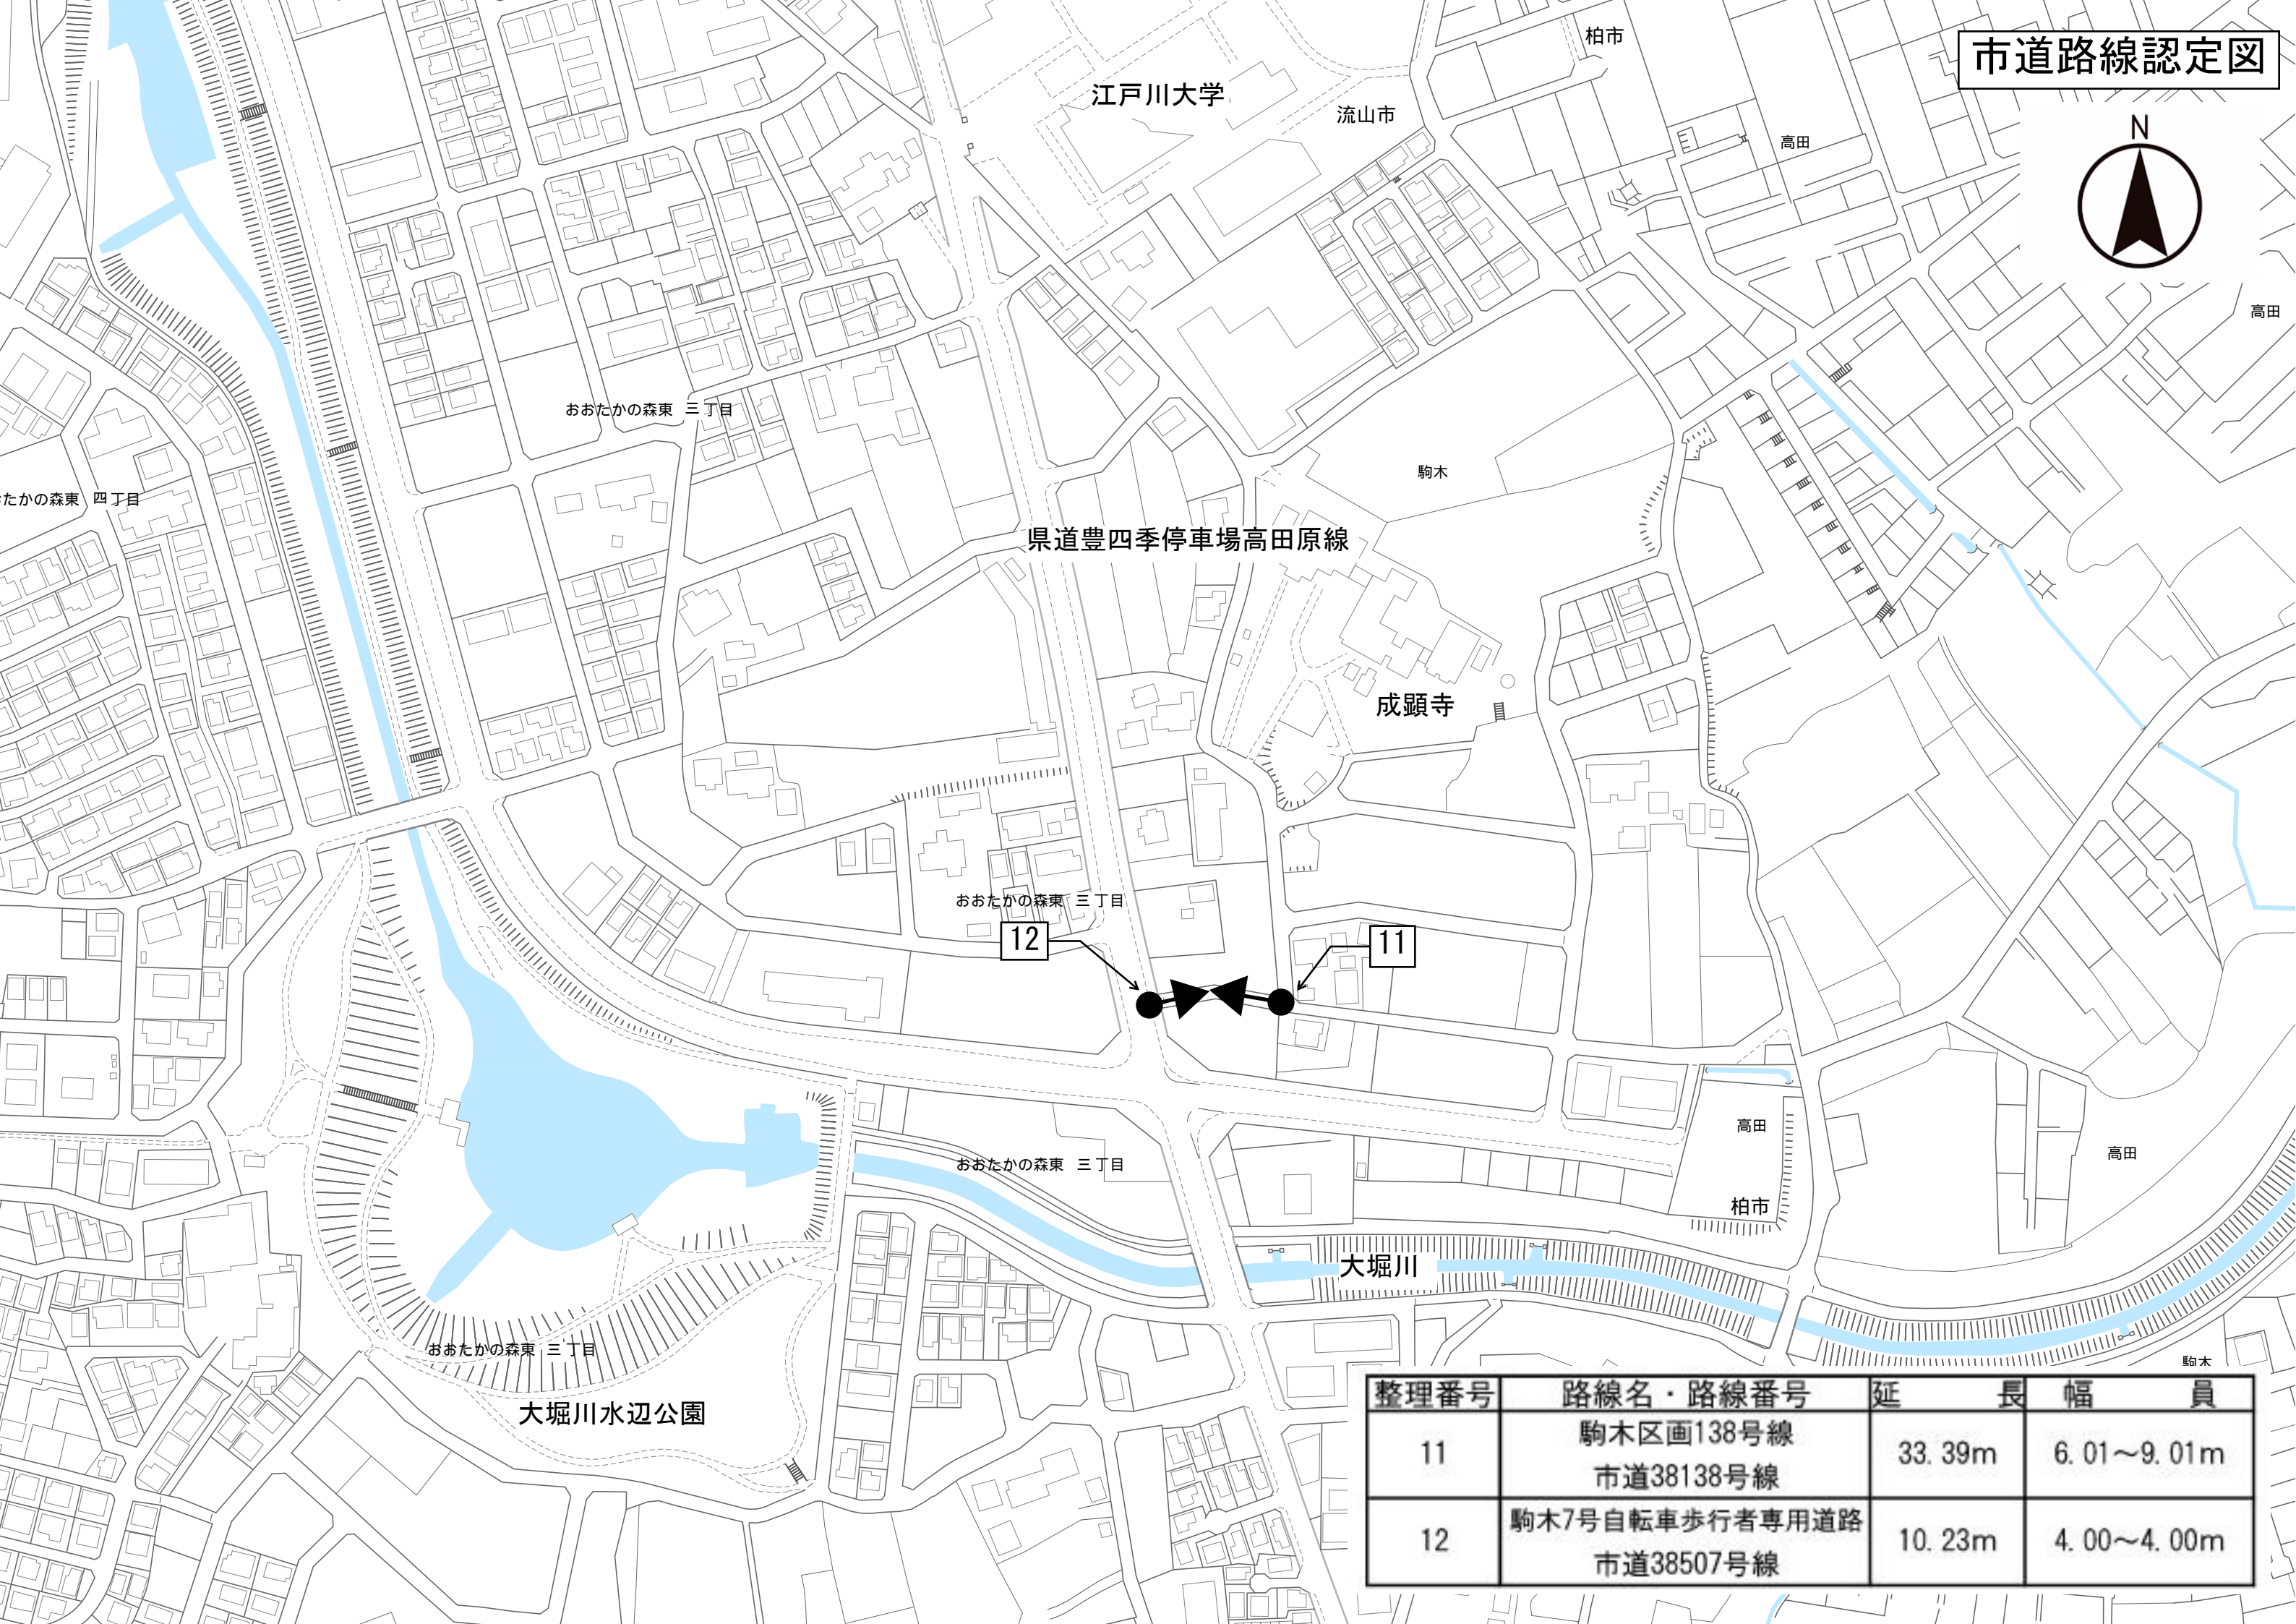 市道路線認定図
N
柏市
江戸川大学
流山市
高田
高田
おおたかの森東 三丁目
駒木
たかの森東 四丁目
県道豊四季停車場高田原線
成顕寺
おおたかの森東 三丁目
12
11
高田
高田
おおたかの森東 三丁目
柏市
大堀川
おおたかの森東 三丁目
駒木
大堀川水辺公園
整理番号 路線名・路線番号 延長 幅員
11 駒木区画138号線 33.39m 6.01～9.01m
市道38138号線
12 駒木7号自転車歩行者専用道路 10.23m 4.00～4.00m
市道38507号線